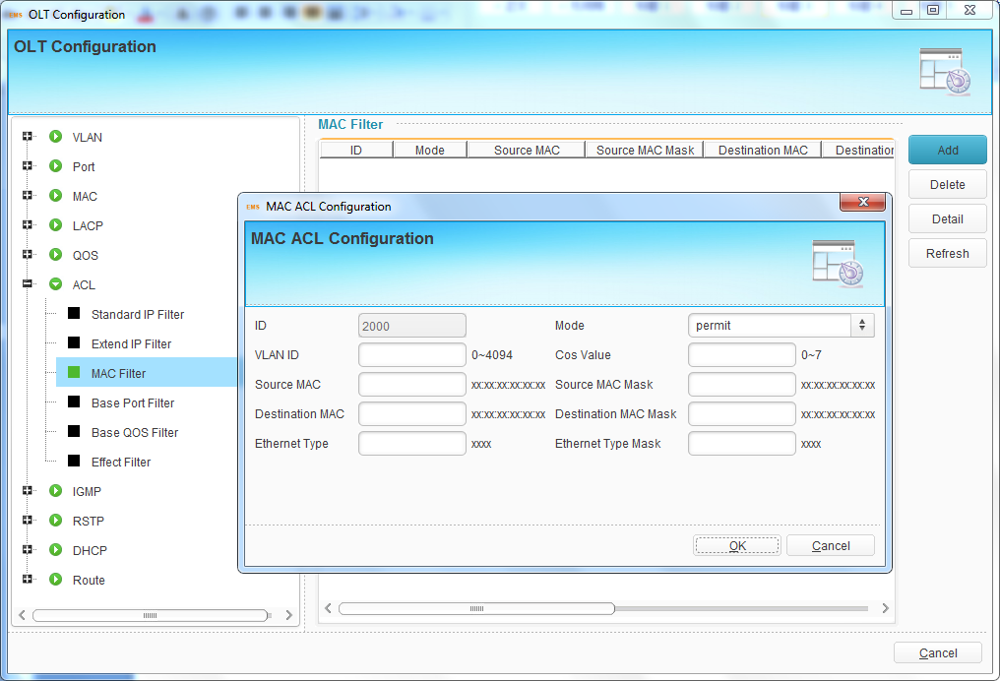 EMS OLT Configuration
OLT Configuration
VLAN
Port
MAC
LACP
QOS
ACL
Standard IP Filter
Extend IP Filter
MAC Filter
Base Port Filter
Base QOS Filter
Effect Filter
IGMP
RSTP
DHCP
Route
MAC Filter
ID Mode Source MAC Source MAC Mask Destination MAC Destination
Add
Delete
Detail
Refresh
EMS MAC ACL Configuration
MAC ACL Configuration
ID 2000 Mode permit
VLAN ID 0~4094 Cos Value 0~7
Source MAC xx:xx:xx:xx:xx:xx Source MAC Mask xx:xx:xx:xx:xx:xx
Destination MAC xx:xx:xx:xx:xx:xx Destination MAC Mask xx:xx:xx:xx:xx:xx
Ethernet Type xxxx Ethernet Type Mask xxxx
OK Cancel
Cancel